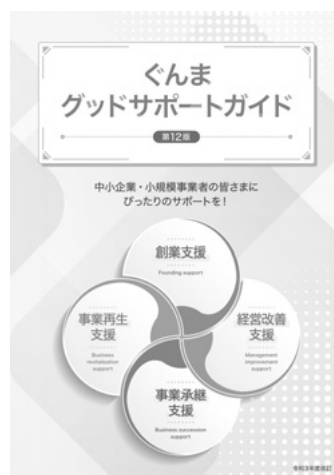 ぐんま
グッドサポートガイド
第12版
中小企業・小規模事業者の皆さまに
ぴったりのサポートを！
創業支援
Founding support
事業再生
支援
Business
revitalization
support
経営改善
支援
Management
improvement
support
事業承継
支援
Business succession
support